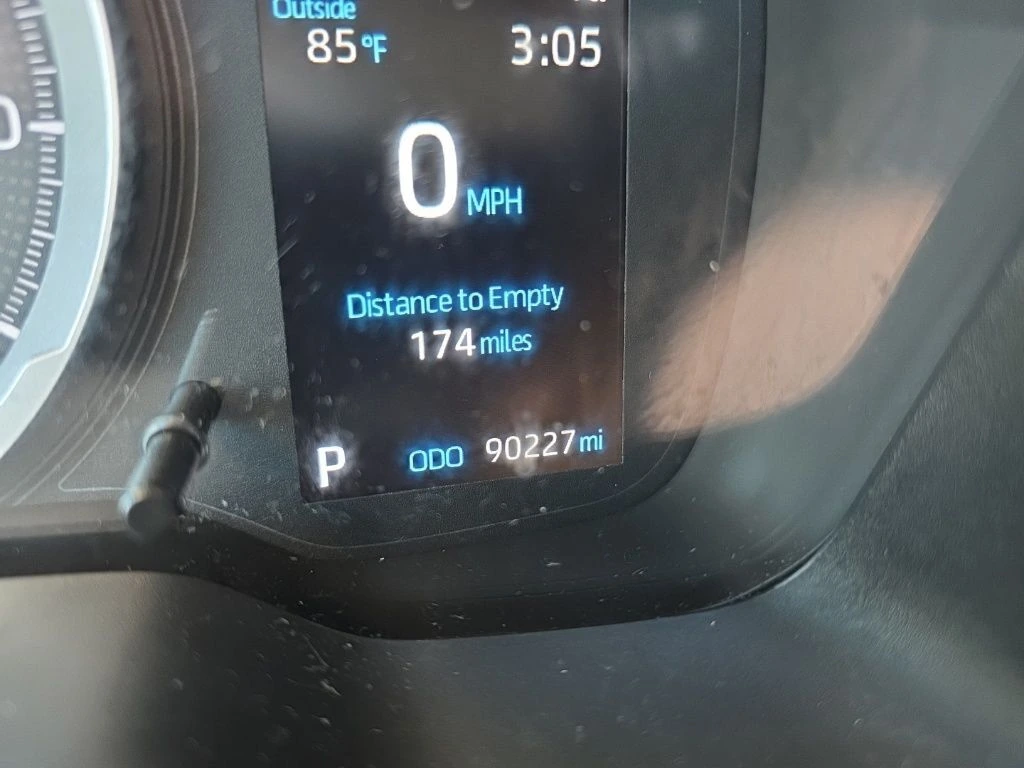 Outside
85°F 3:05
0 MPH
Distance to Empty
174 miles
P ODO 90227 mi